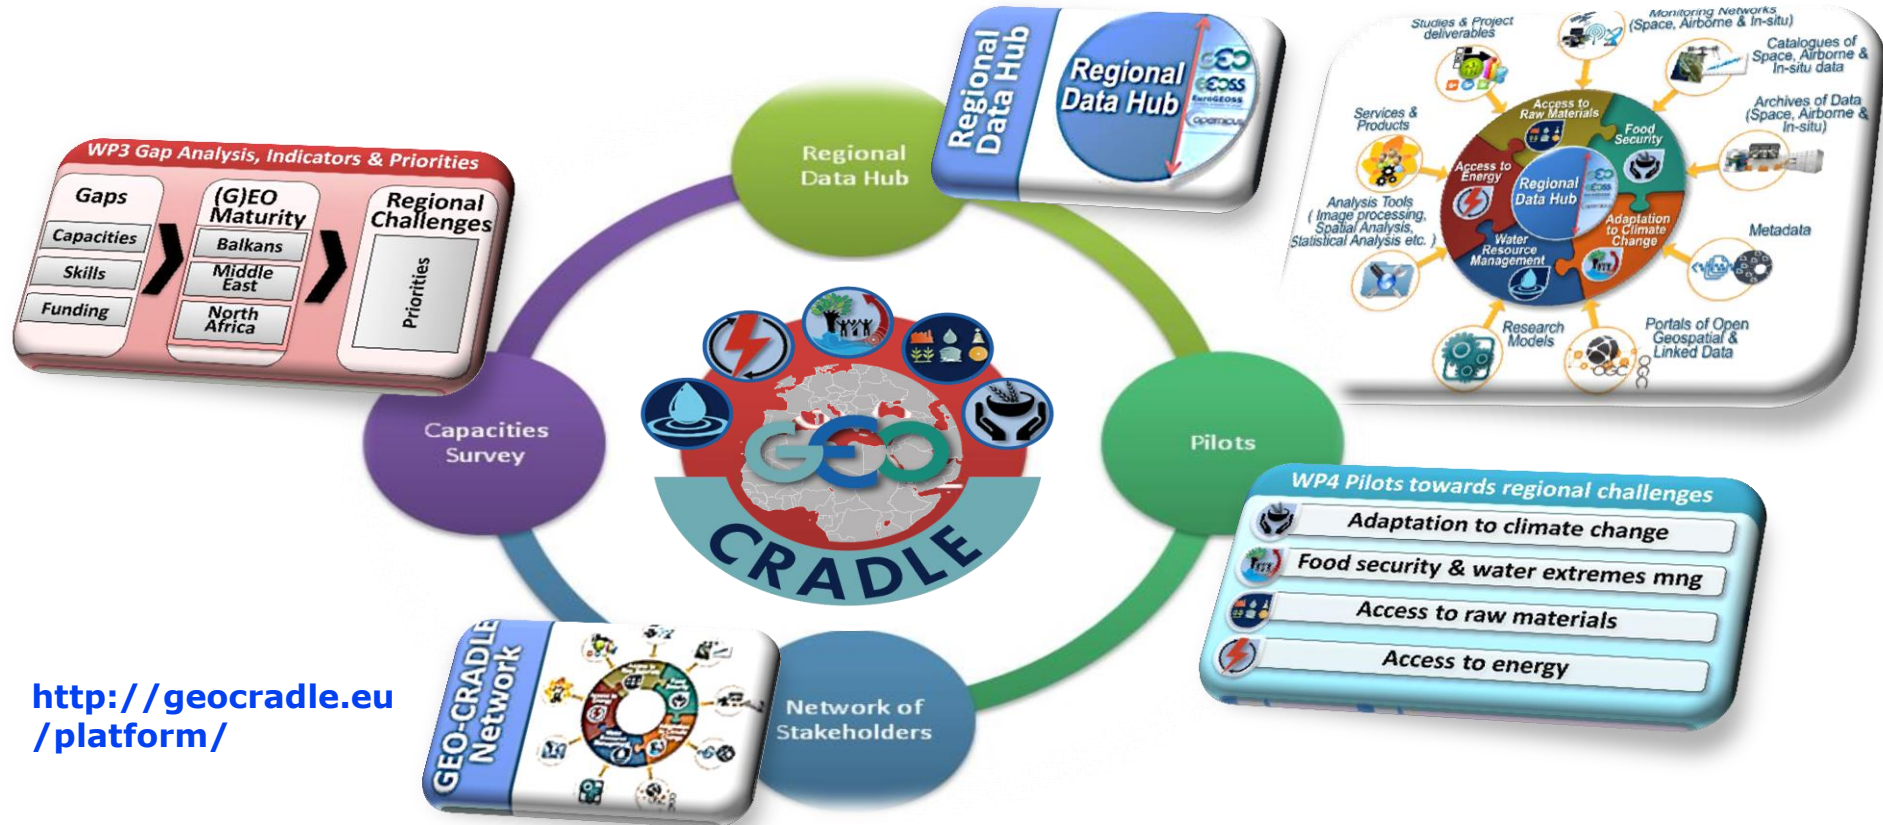 WP3 Gap Analysis, Indicators & Priorities
Gaps
Capacities
Skills
Funding
(G)EO
Maturity
Balkans
Middle
East
North
Africa
Regional
Challenges
Priorities
Regional
Data Hub
Regional
Data Hub
Regional
Data Hub
GEO
GEOSS
EuroGEOSS
Copernicus
Studies & Project
deliverables
Monitoring Networks
(Space, Airborne & In-situ)
Catalogues of
Space, Airborne &
In-situ data
Archives of Data
(Space, Airborne &
In-situ)
Services &
Products
Analysis Tools
( Image processing,
Spatial Analysis,
Statistical Analysis etc. )
Access to
Raw Materials
Food
Security
Access to
Energy
Regional
Data Hub
Adaptation
to Climate
Change
Water
Resource
Management
Metadata
Research
Models
Portals of Open
Geospatial &
Linked Data
Capacities
Survey
GEO
CRADLE
Pilots
WP4 Pilots towards regional challenges
Adaptation to climate change
Food security & water extremes mng
Access to raw materials
Access to energy
GEO-CRADLE
Network
Network of
Stakeholders
http://geocradle.eu
/platform/